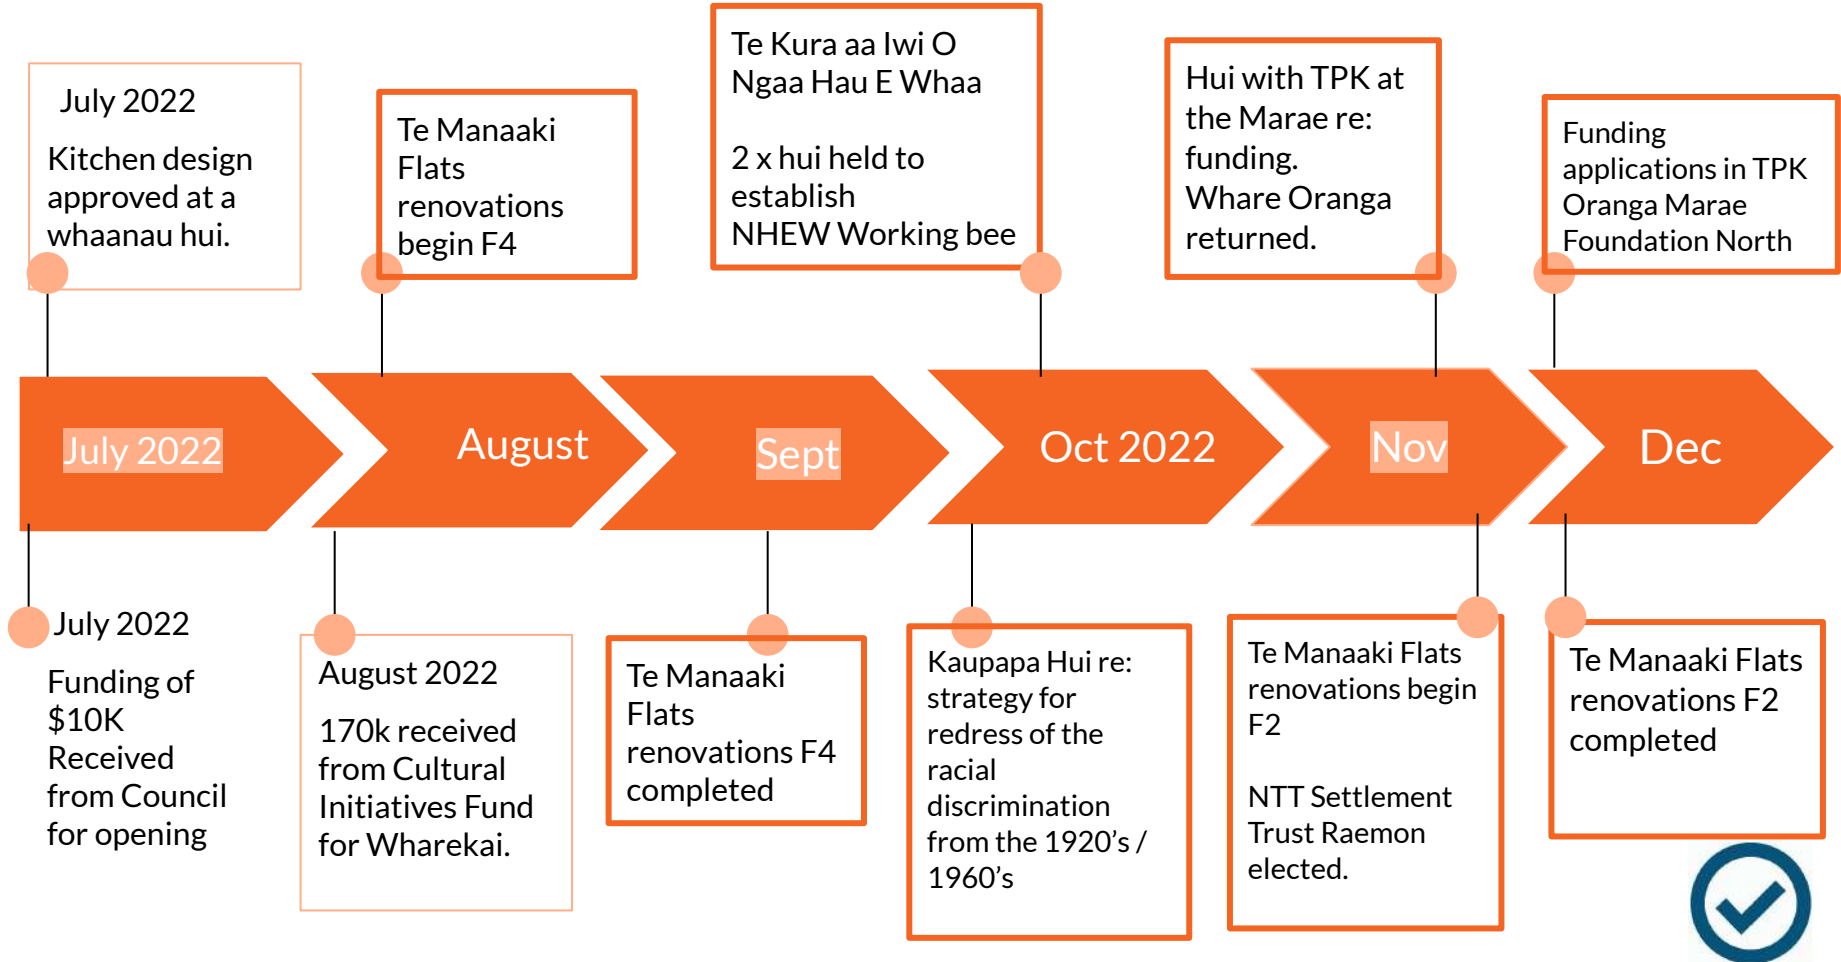 July 2022
Kitchen design
approved at a
whaanau hui.
Te Manaaki
Flats
renovations
begin F4
Te Kura aa Iwi O
Ngaa Hau E Whaa
2 x hui held to
establish
NHEW Working bee
Hui with TPK at
the Marae re:
funding.
Whare Oranga
returned.
Funding
applications in TPK
Oranga Marae
Foundation North
July 2022
August
Sept
Oct 2022
Nov
Dec
July 2022
Funding of
$10K
Received
from Council
for opening
August 2022
170k received
from Cultural
Initiatives Fund
for Wharekai.
Te Manaaki
Flats
renovations F4
completed
Kaupapa Hui re:
strategy for
redress of the
racial
discrimination
from the 1920’s /
1960’s
Te Manaaki Flats
renovations begin
F2
NTT Settlement
Trust Raemon
elected.
Te Manaaki Flats
renovations F2
completed